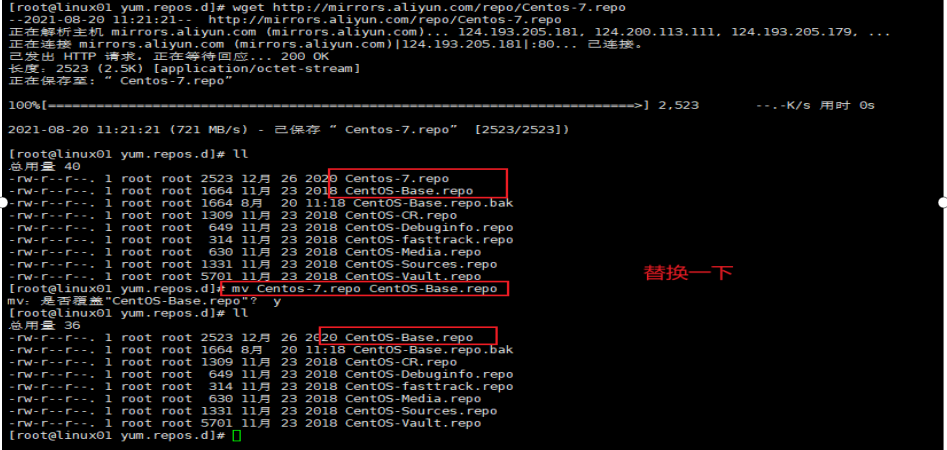 [root@linux01 yum.repos.d]# wget http://mirrors.aliyun.com/repo/Centos-7.repo
--2021-08-20 11:21:21--  http://mirrors.aliyun.com/repo/Centos-7.repo
正在解析主机 mirrors.aliyun.com (mirrors.aliyun.com)... 124.193.205.181, 124.200.113.111, 124.193.205.179, ...
正在连接 mirrors.aliyun.com (mirrors.aliyun.com)|124.193.205.181|:80... 已连接。
已发出 HTTP 请求，正在等待回应... 200 OK
长度：2523 (2.5K) [application/octet-stream]
正在保存至: “ Centos-7.repo”
100%[=========================================================================>] 2,523       --.-K/s 用时 0s
2021-08-20 11:21:21 (721 MB/s) - 已保存 “ Centos-7.repo”  [2523/2523])
[root@linux01 yum.repos.d]# ll
总用量 40
-rw-r--r--. 1 root root 2523 12月 26 2020 Centos-7.repo
-rw-r--r--. 1 root root 1664 11月 23 2018 CentOS-Base.repo
-rw-r--r--. 1 root root 1664 8月  20 11:18 CentOS-Base.repo.bak
-rw-r--r--. 1 root root 1309 11月 23 2018 CentOS-CR.repo
-rw-r--r--. 1 root root  649 11月 23 2018 CentOS-Debuginfo.repo
-rw-r--r--. 1 root root  314 11月 23 2018 CentOS-fasttrack.repo
-rw-r--r--. 1 root root  630 11月 23 2018 CentOS-Media.repo
-rw-r--r--. 1 root root 1331 11月 23 2018 CentOS-Sources.repo
-rw-r--r--. 1 root root 5701 11月 23 2018 CentOS-Vault.repo
替换一下
[root@linux01 yum.repos.d]# mv Centos-7.repo CentOS-Base.repo
mv：是否覆盖"CentOS-Base.repo"？ y
[root@linux01 yum.repos.d]# ll
总用量 36
-rw-r--r--. 1 root root 2523 12月 26 2020 CentOS-Base.repo
-rw-r--r--. 1 root root 1664 8月  20 11:18 CentOS-Base.repo.bak
-rw-r--r--. 1 root root 1309 11月 23 2018 CentOS-CR.repo
-rw-r--r--. 1 root root  649 11月 23 2018 CentOS-Debuginfo.repo
-rw-r--r--. 1 root root  314 11月 23 2018 CentOS-fasttrack.repo
-rw-r--r--. 1 root root  630 11月 23 2018 CentOS-Media.repo
-rw-r--r--. 1 root root 1331 11月 23 2018 CentOS-Sources.repo
-rw-r--r--. 1 root root 5701 11月 23 2018 CentOS-Vault.repo
[root@linux01 yum.repos.d]#